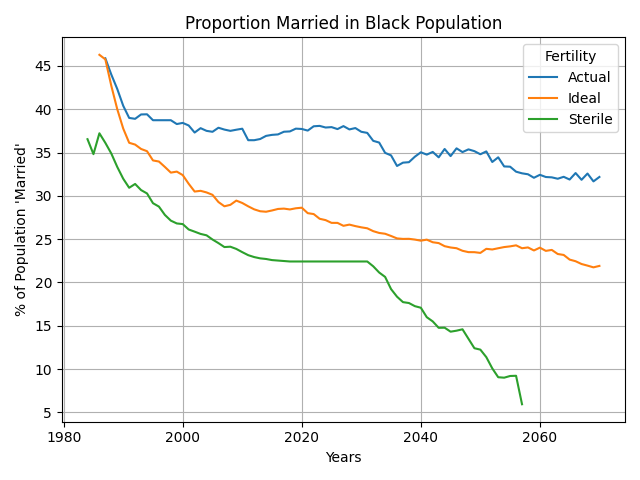 Proportion Married in Black Population
% of Population 'Married'
45
40
35
30
25
20
15
10
5
Fertility
Actual
Ideal
Sterile
1980 2000 2020 2040 2060
Years